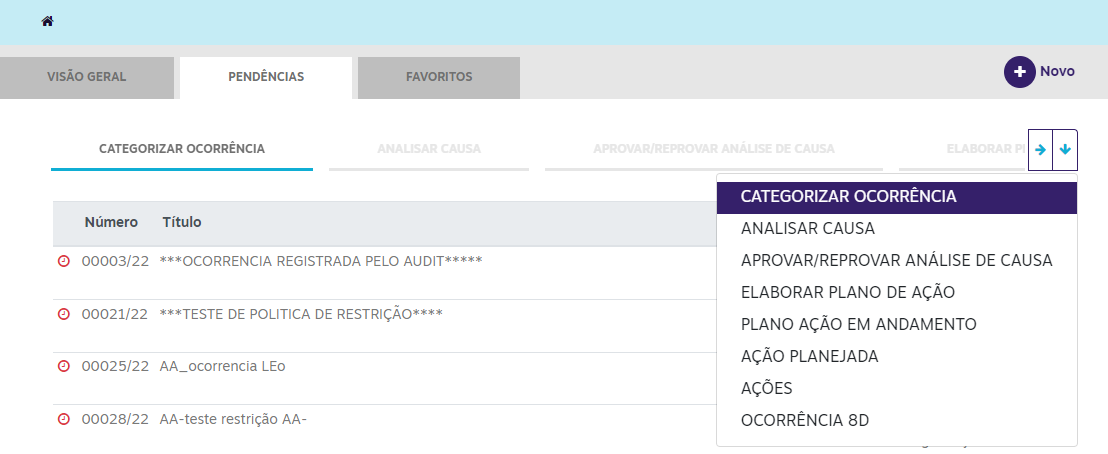 VISÃO GERAL
PENDÊNCIAS
FAVORITOS
Novo
CATEGORIZAR OCORRÊNCIA
ANALISAR CAUSA
APROVAR/REPROVAR ANÁLISE DE CAUSA
ELABORAR
CATEGORIZAR OCORRÊNCIA
ANALISAR CAUSA
APROVAR/REPROVAR ANÁLISE DE CAUSA
ELABORAR PLANO DE AÇÃO
PLANO AÇÃO EM ANDAMENTO
AÇÃO PLANEJADA
AÇÕES
OCORRÊNCIA 8D
Número Título
00003/22 ***OCORRENCIA REGISTRADA PELO AUDIT*****
00021/22 ***TESTE DE POLITICA DE RESTRIÇÃO****
00025/22 AA_ocorrencia LEo
00028/22 AA-teste restrição AA-